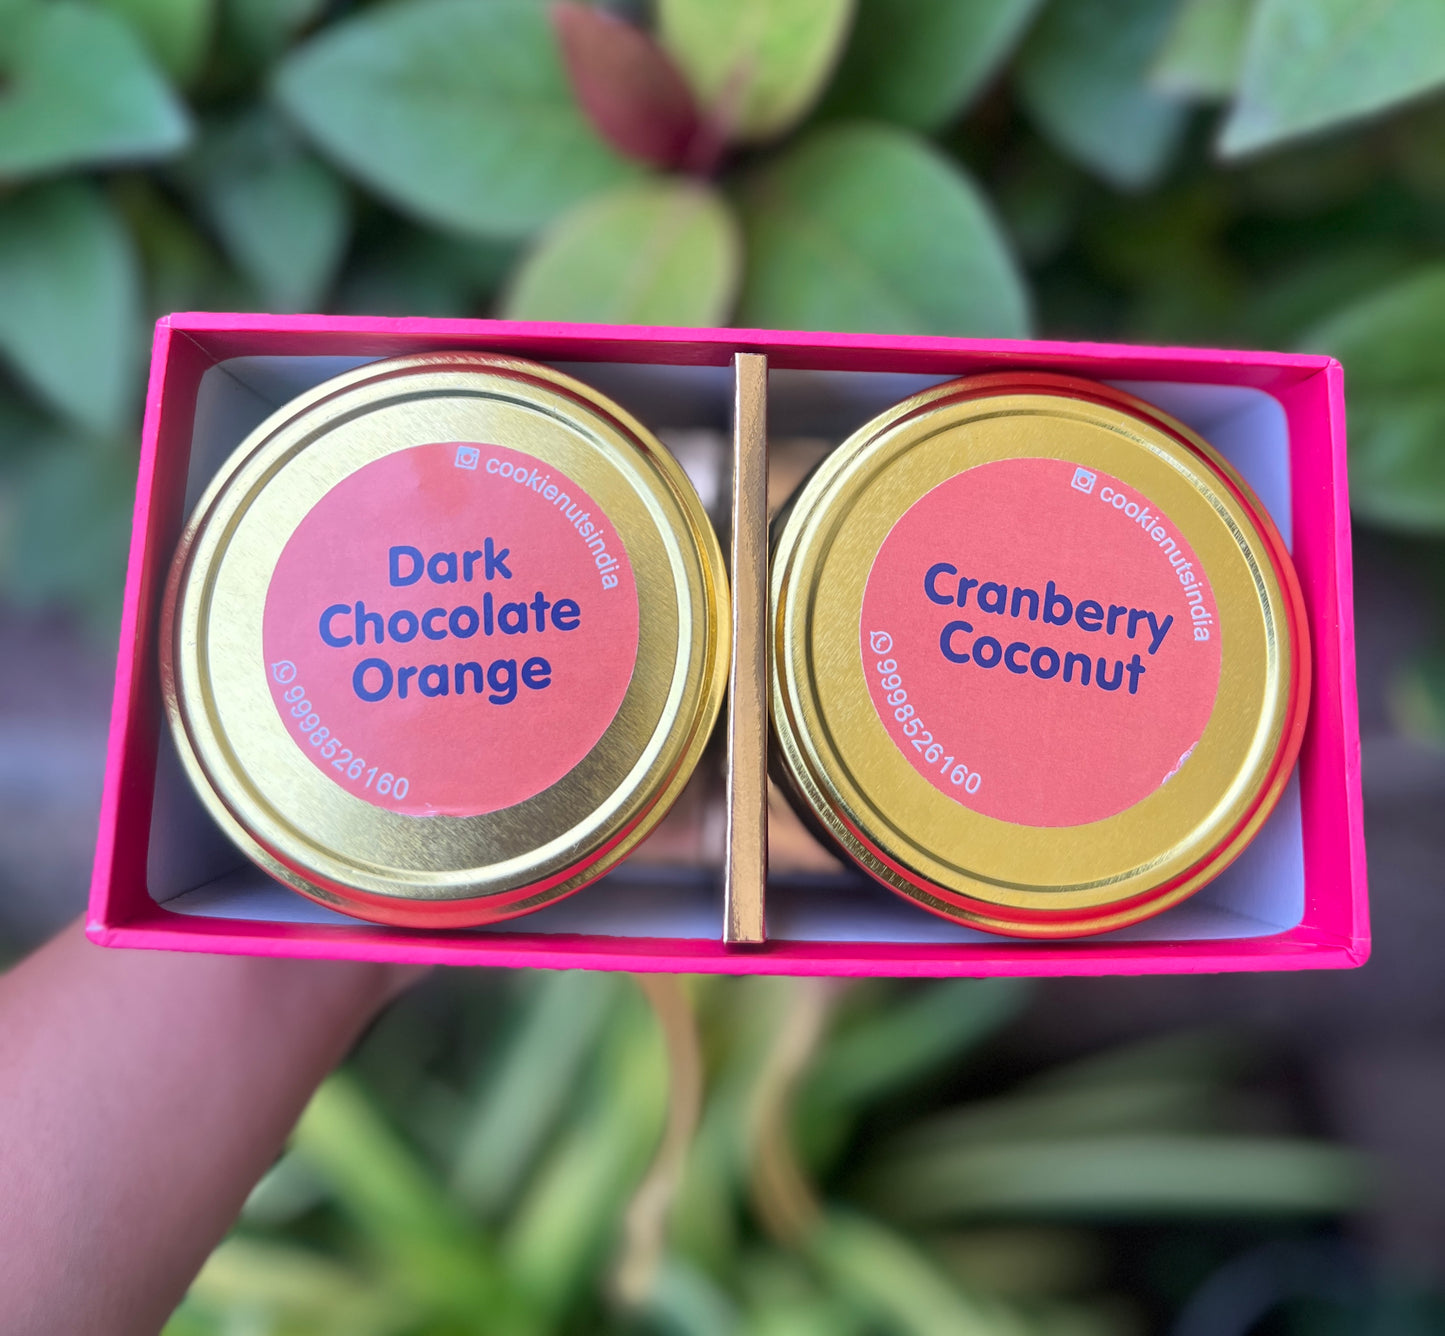 cookienutsindia
Dark
Chocolate
Orange
9998526160
cookienutsindia
Cranberry
Coconut
9998526160